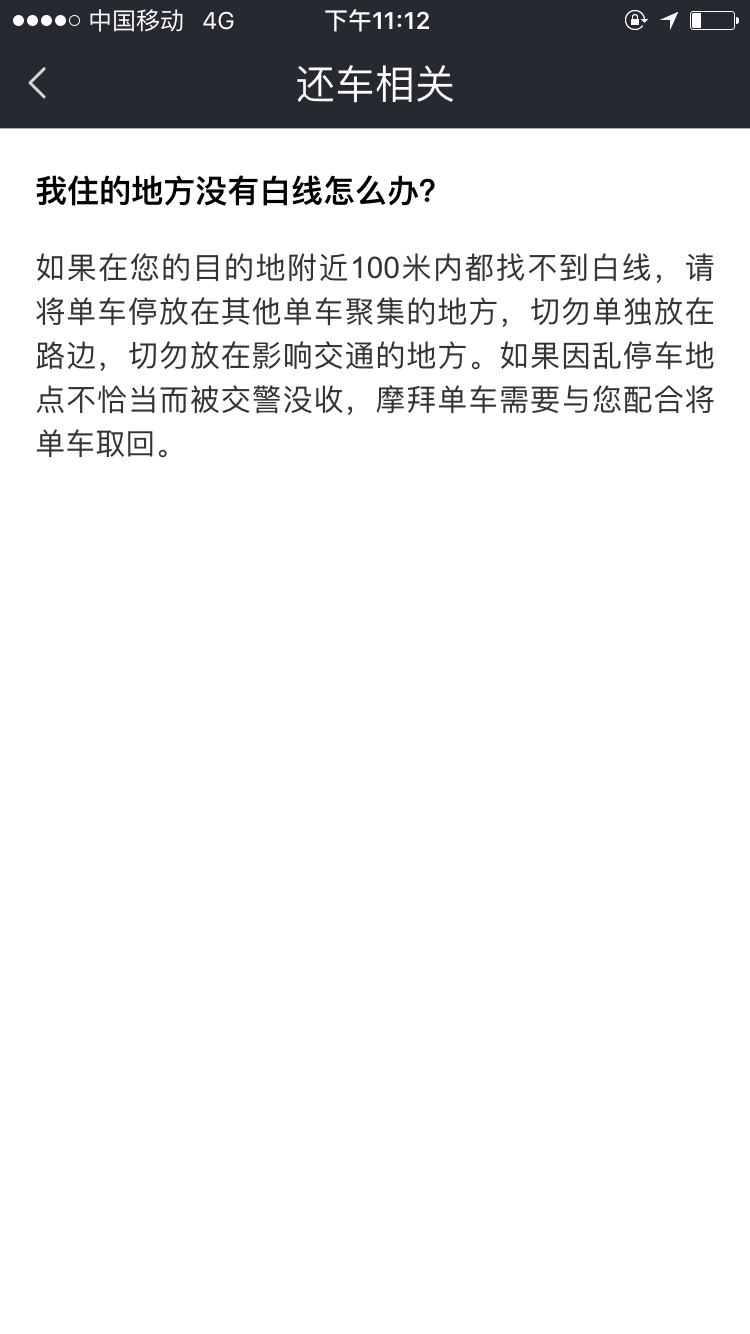 中国移动 4G 下午11:12
还车相关
我住的地方没有白线怎么办?
如果在您的目的地附近100米内都找不到白线，请
将单车停放在其他单车聚集的地方，切勿单独放在
路边，切勿放在影响交通的地方。如果因乱停车地
点不恰当而被交警没收，摩拜单车需要与您配合将
单车取回。